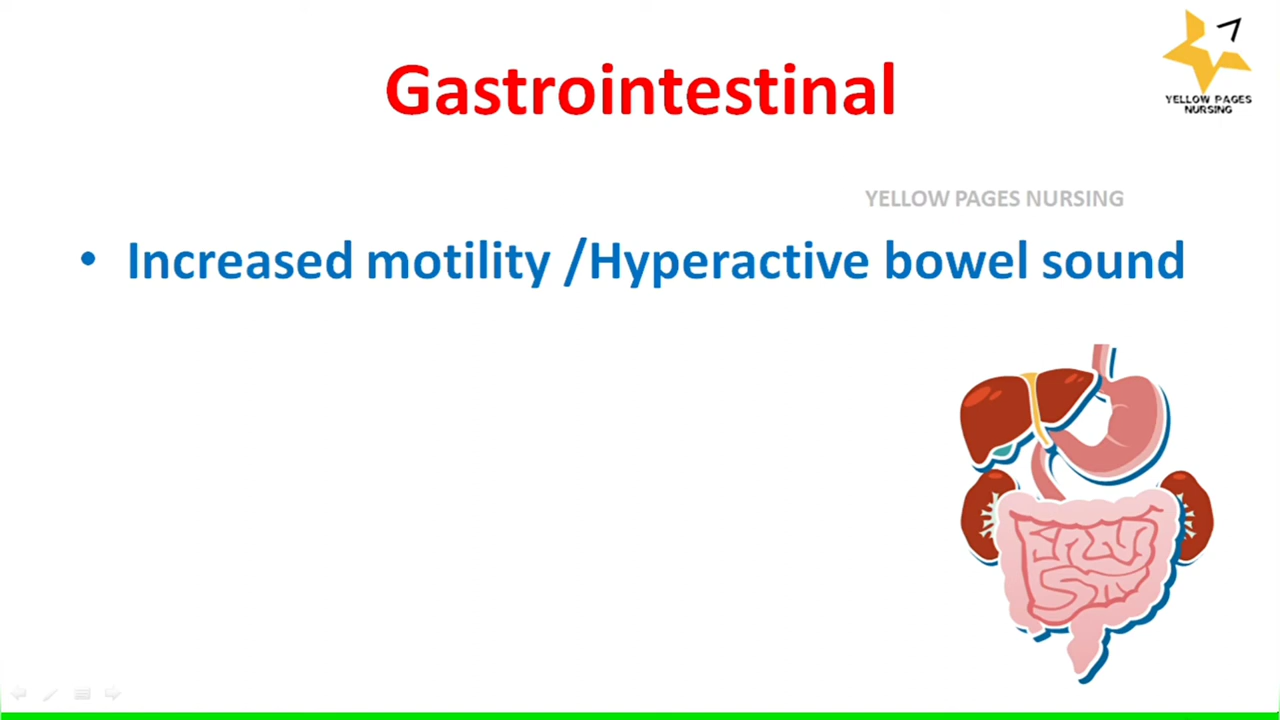 Gastrointestinal
YELLOW PAGES
NURSING
YELLOW PAGES NURSING
• Increased motility /Hyperactive bowel sound